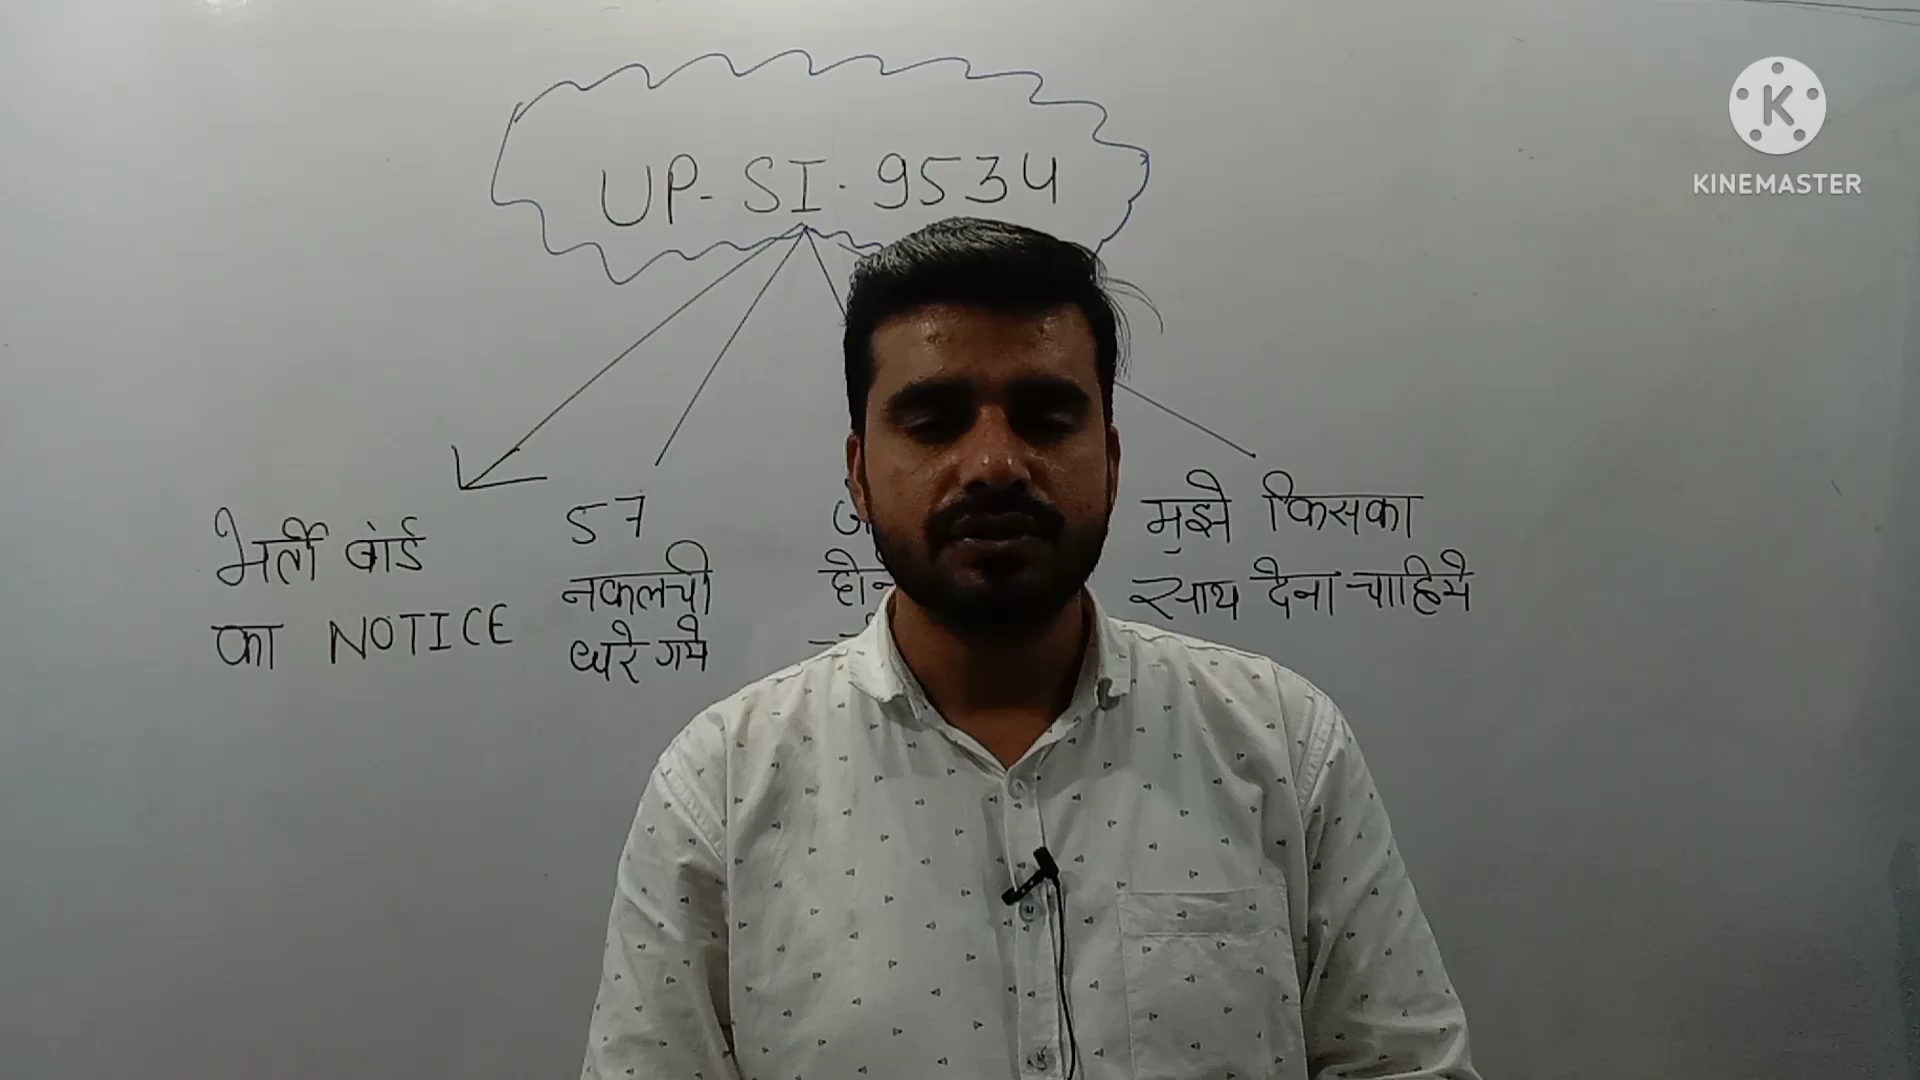 UP-SI-9534
KINEMASTER
भर्ती बोर्ड
का NOTICE
57
नकलची
धरे गये
मुझे किसका
साथ देना चाहिये